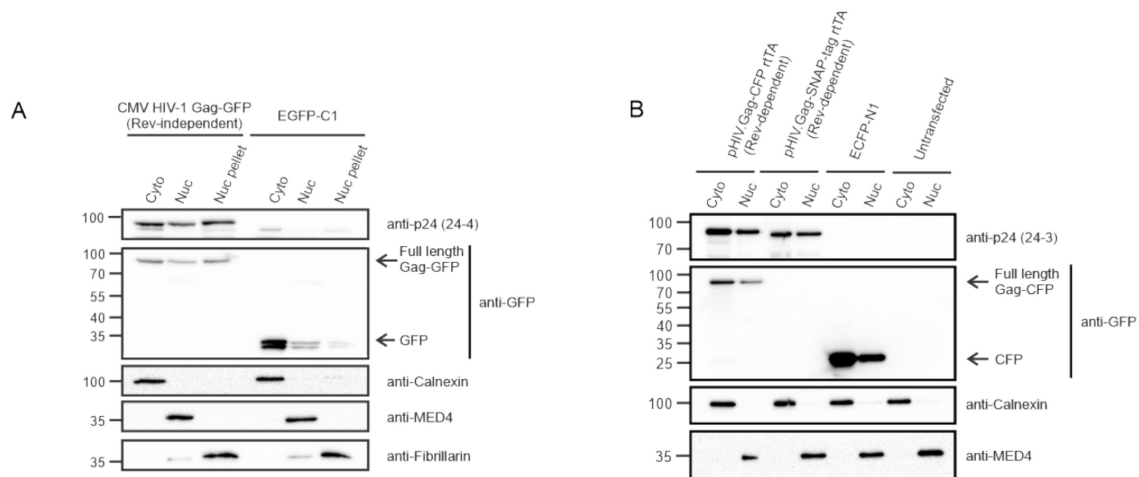 A
CMV HIV-1 Gag-GFP
(Rev-independent)
EGFP-C1
Cyto
Nuc
Nuc pellet
Cyto
Nuc
Nuc pellet
100
anti-p24 (24-4)
100
70
55
40
35
Full length
Gag-GFP
GFP
anti-GFP
100
anti-Calnexin
35
anti-MED4
35
anti-Fibrillarin
B
pHIV.Gag-CFP rtTA
(Rev-dependent)
pHIV.Gag-SNAP-tag rtTA
(Rev-dependent)
ECFP-N1
Untransfected
Cyto
Nuc
Cyto
Nuc
Cyto
Nuc
Cyto
Nuc
100
70
anti-p24 (24-3)
100
70
55
40
35
25
Full length
Gag-CFP
CFP
anti-GFP
100
anti-Calnexin
35
anti-MED4